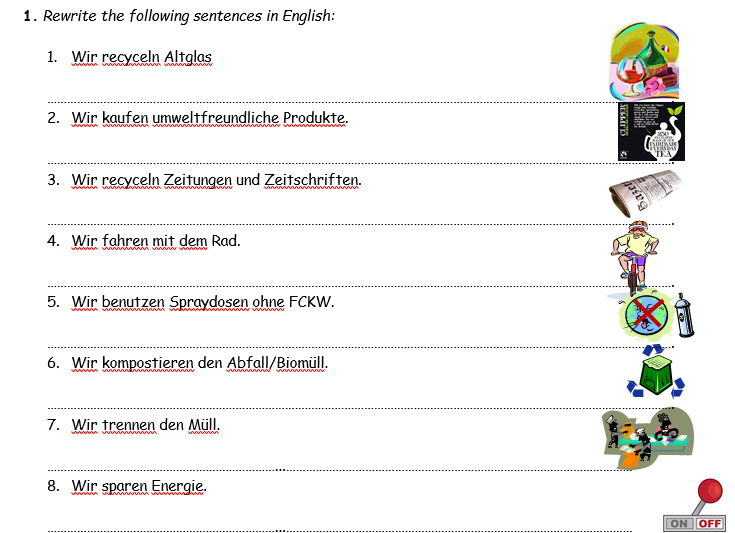 1. Rewrite the following sentences in English:
1. Wir recyceln Altglas
2. Wir kaufen umweltfreundliche Produkte.
CLIPPER
250
FAIRTRADE
EVERYDAY
TEA
3. Wir recyceln Zeitungen und Zeitschriften.
4. Wir fahren mit dem Rad.
5. Wir benutzen Spraydosen ohne FCKW.
6. Wir kompostieren den Abfall/Biomüll.
7. Wir trennen den Müll.
8. Wir sparen Energie.
ON OFF